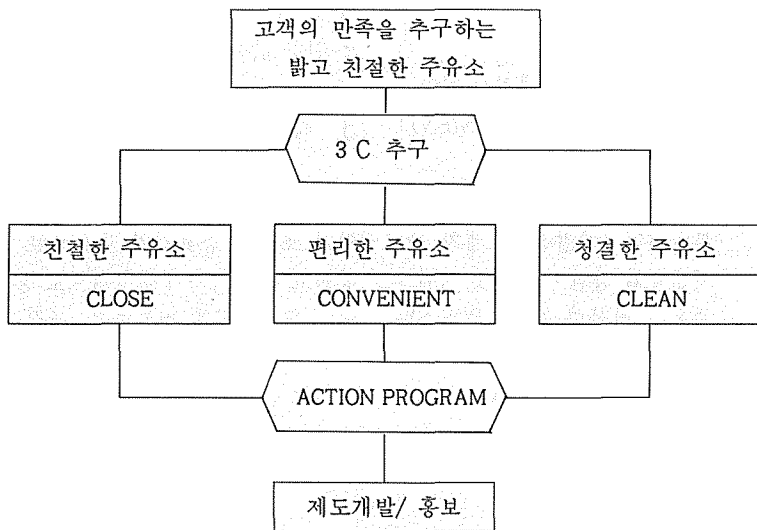 고객의 만족을 추구하는
밝고 친절한 주유소
3 C 추구
친철한 주유소
CLOSE
편리한 주유소
CONVENIENT
청결한 주유소
CLEAN
ACTION PROGRAM
제도개발/ 홍보